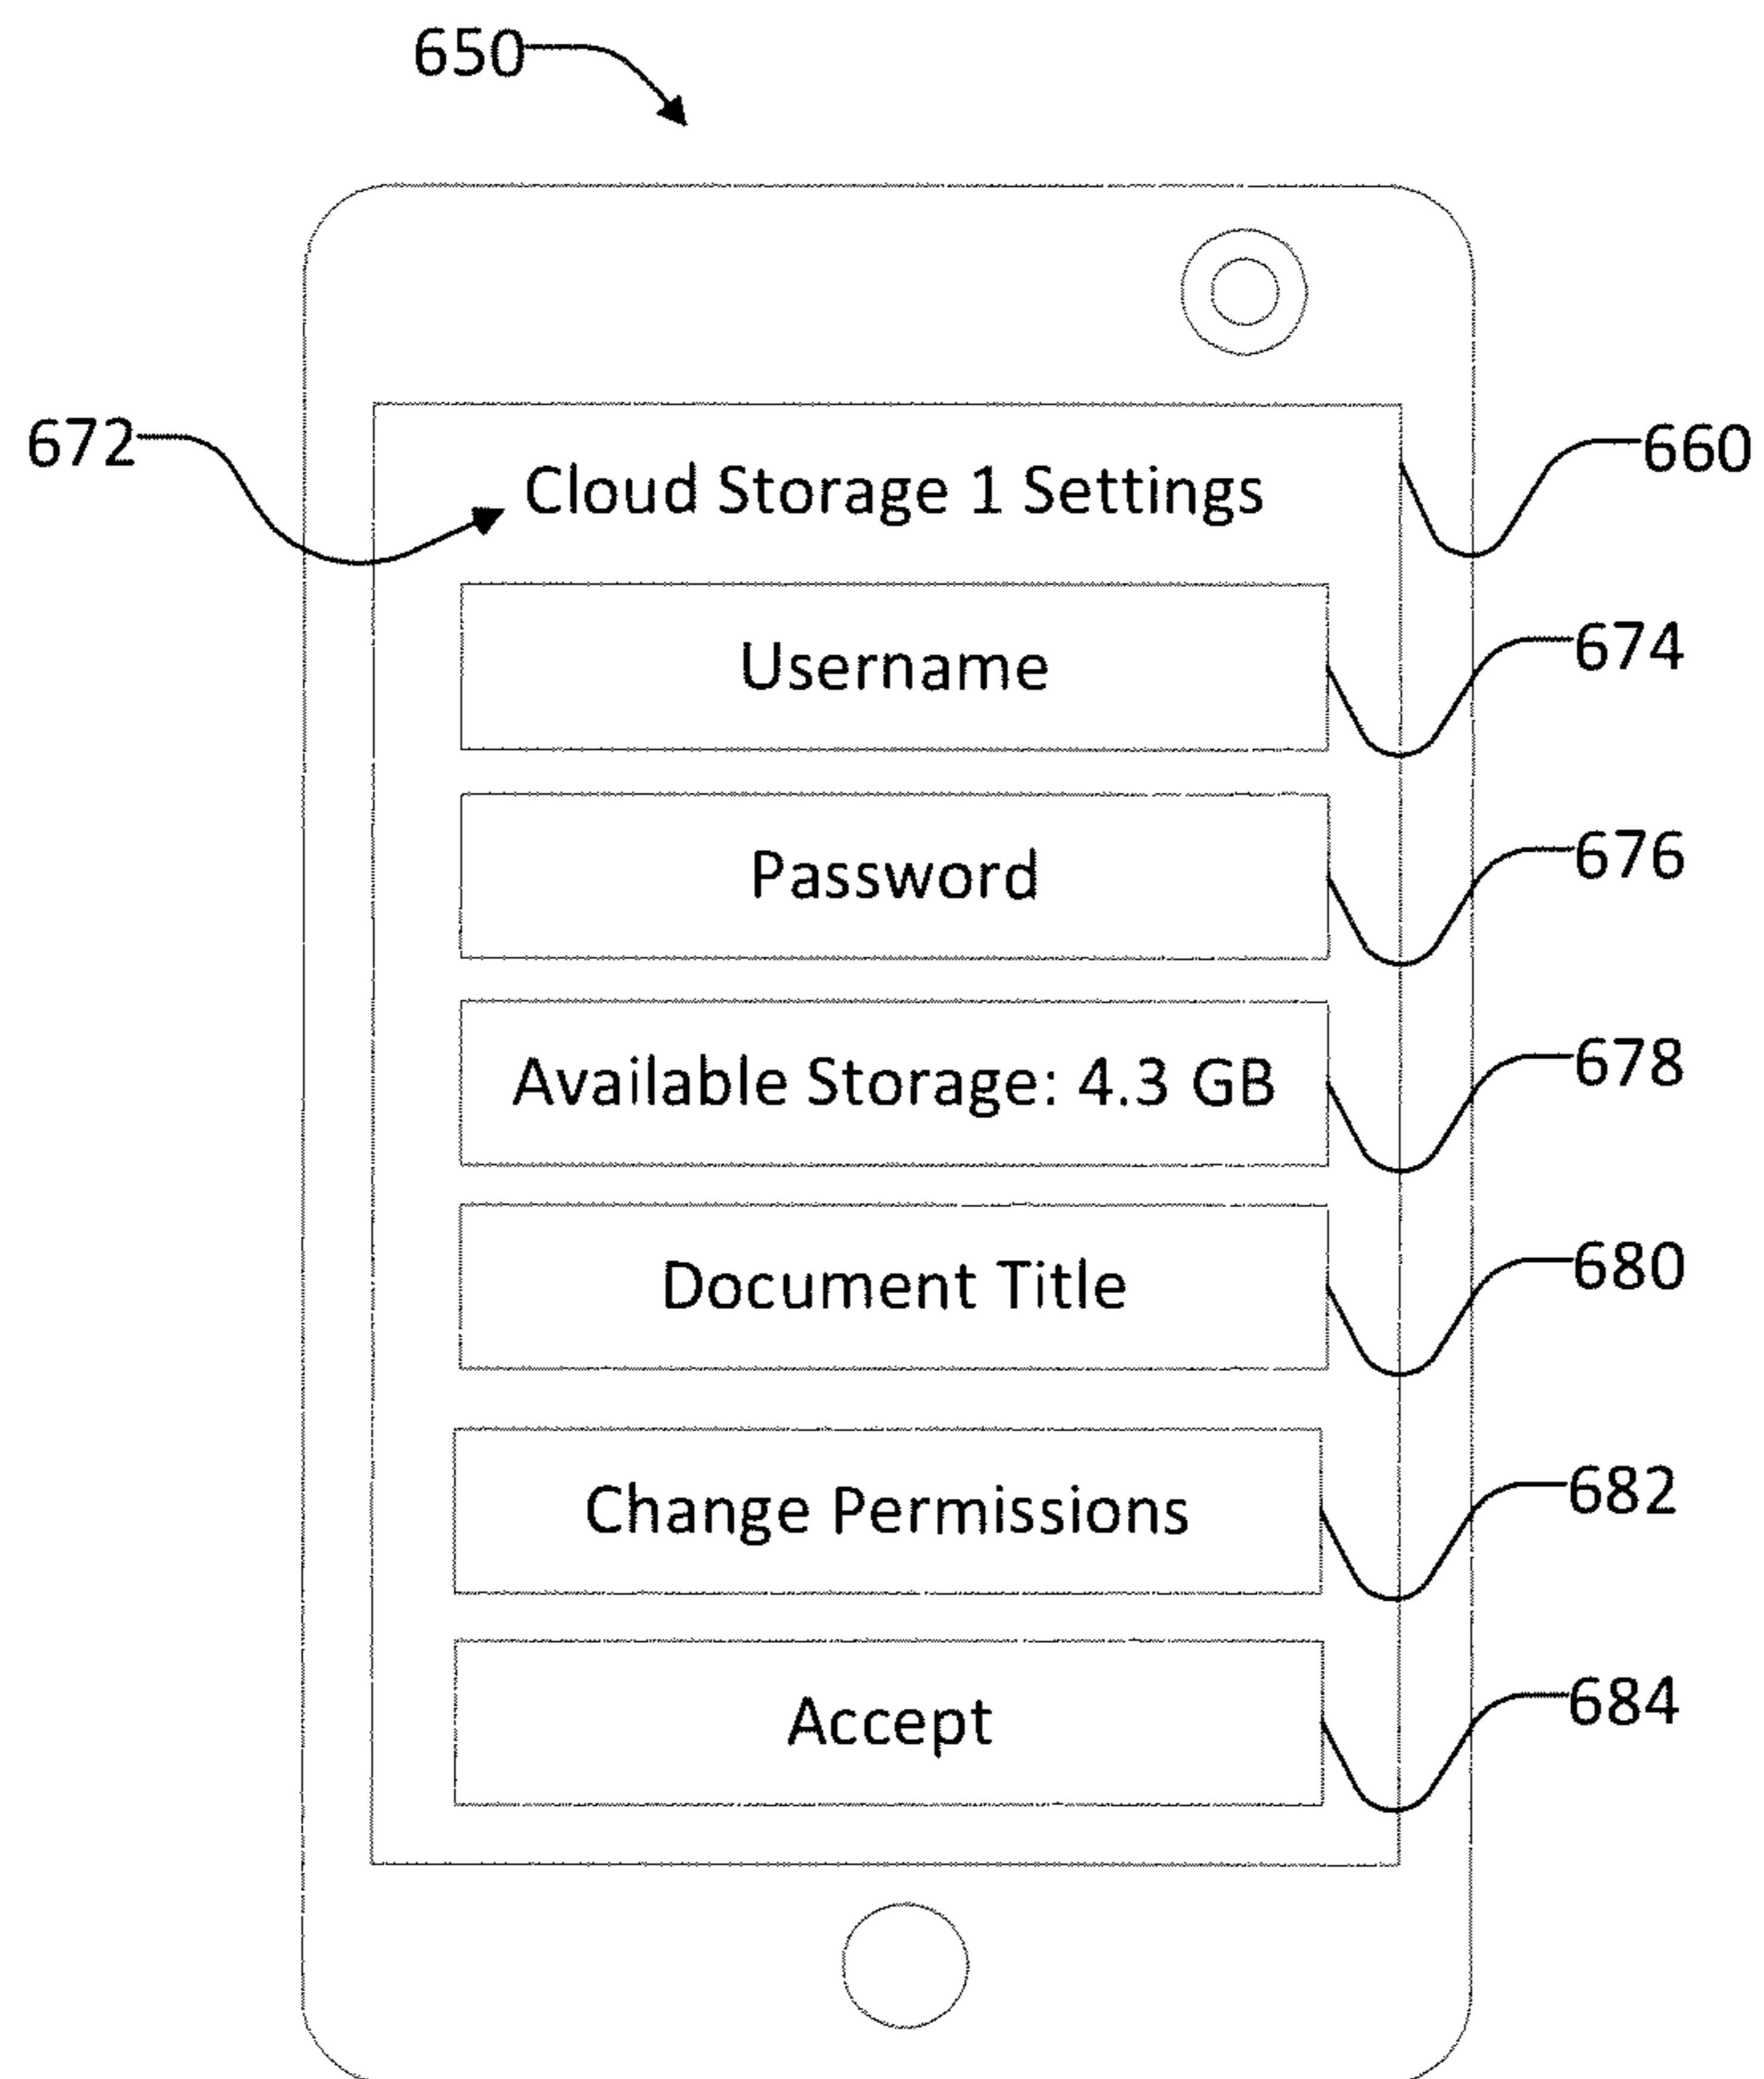 650
672
Cloud Storage 1 Settings
660
Username
674
Password
676
Available Storage: 4.3 GB
678
Document Title
680
Change Permissions
682
Accept
684